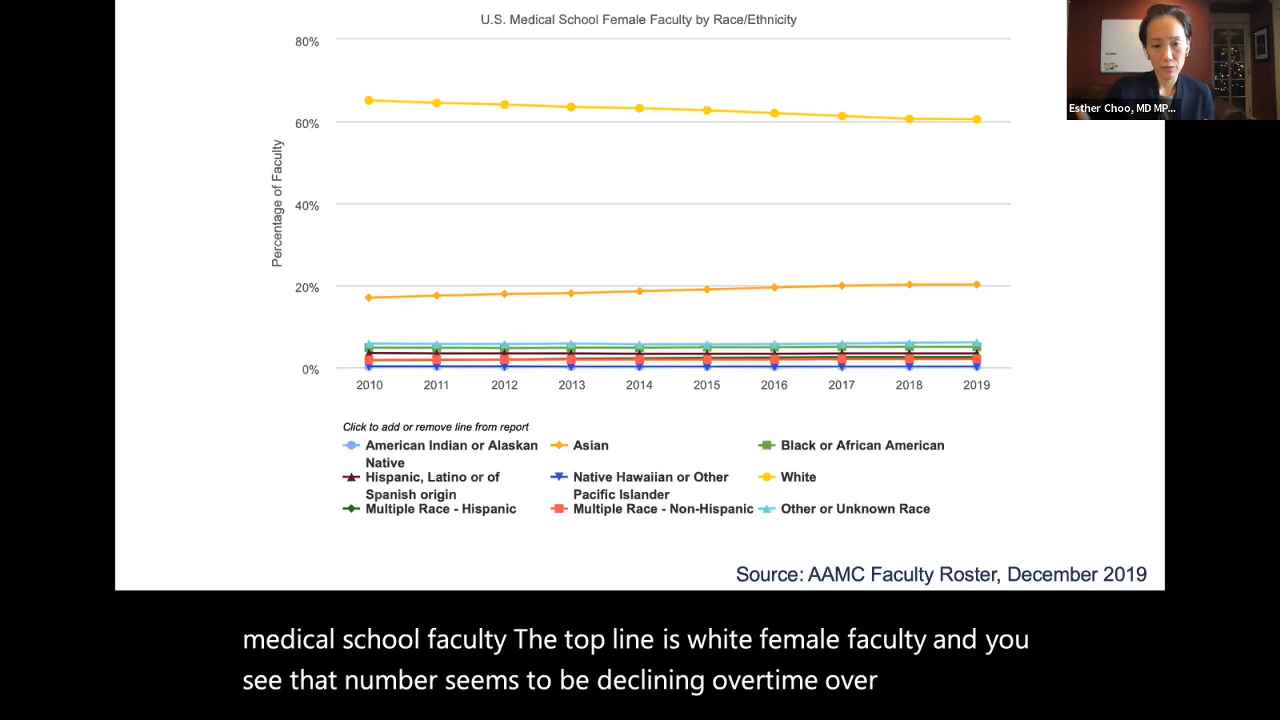 U.S. Medical School Female Faculty by Race/Ethnicity
Esther Choo, MD MP...
Percentage of Faculty
80%
60%
40%
20%
0%
2010 2011 2012 2013 2014 2015 2016 2017 2018 2019
Click to add or remove line from report
American Indian or Alaskan Native
Asian
Black or African American
Hispanic, Latino or of Spanish origin
Native Hawaiian or Other Pacific Islander
White
Multiple Race - Hispanic
Multiple Race - Non-Hispanic
Other or Unknown Race
Source: AAMC Faculty Roster, December 2019
medical school faculty The top line is white female faculty and you
see that number seems to be declining overtime over